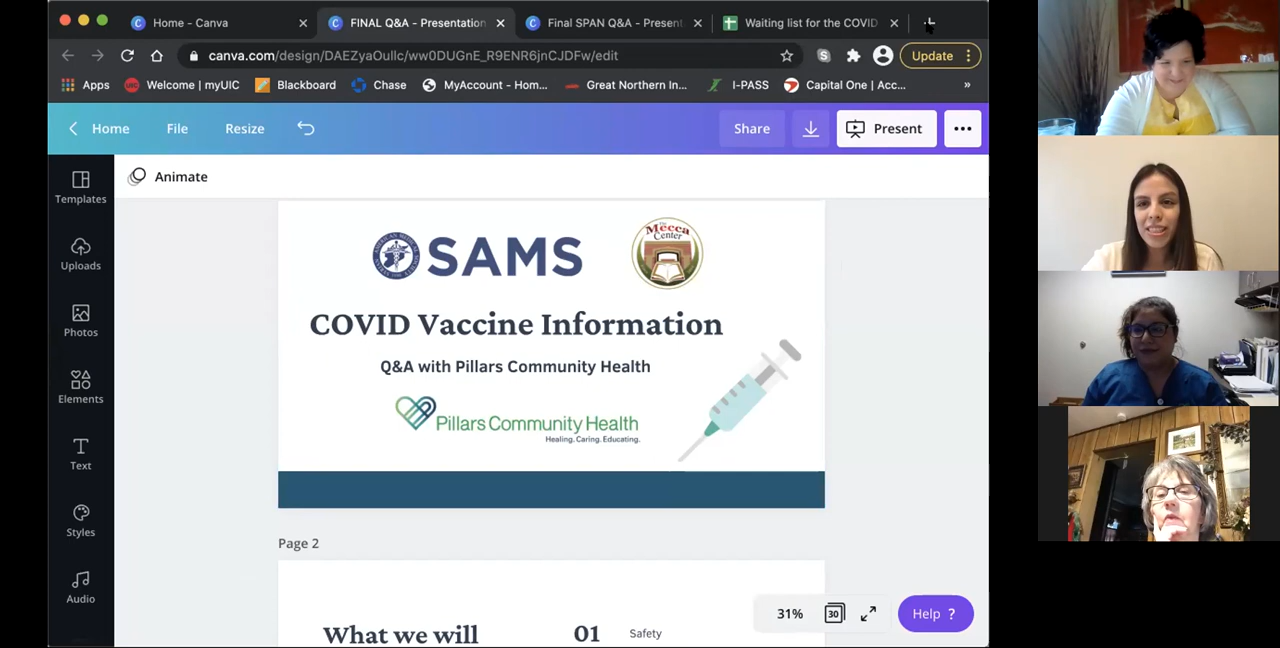 Home - Canva
FINAL Q&A - Presentation
Final SPAN Q&A - Present
Waiting list for the COVID
canva.com/design/DAEZyaOullc/ww0DUGnE_R9ENR6jnCJDFw/edit
Update
Apps
Welcome | myUIC
Blackboard
Chase
MyAccount - Hom...
Great Northern In...
I-PASS
Capital One | Acc...
»
Home
File
Resize
Share
Present
Animate
Templates
Uploads
Photos
Elements
Text
Styles
Audio
SAMS
The
Mecca
Center
COVID Vaccine Information
Q&A with Pillars Community Health
Pillars Community Health
Healing. Caring. Educating.
Page 2
What we will
01
Safety
31%
30
Help ?